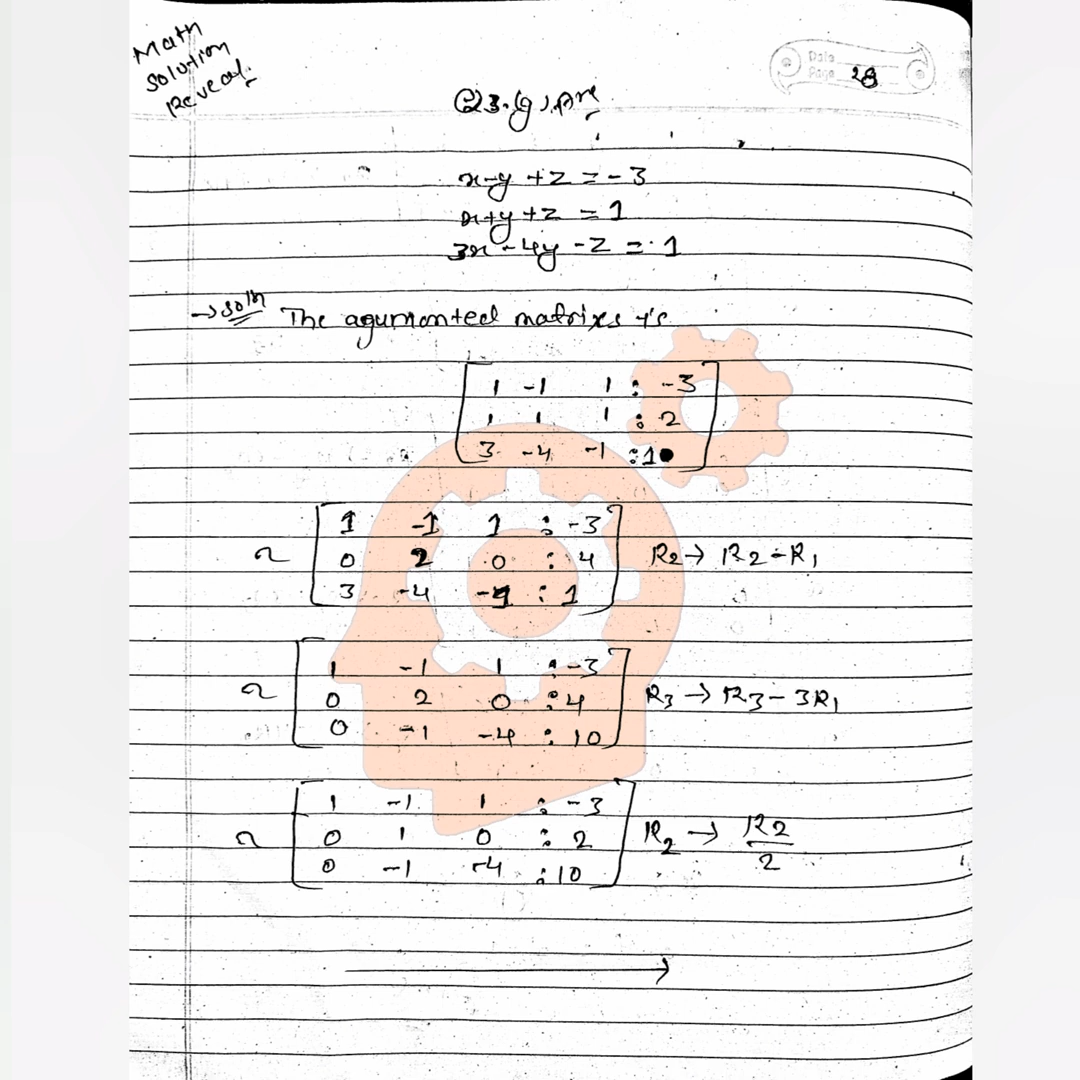 Math
solution
Reveal:
Date
Page 28
Q3.(g).Are
x-y+z=-3
x+y+z=1
3x-4y-z=1
→ soln The agumented matrixs is
1 -1 1 : -3
1 1 1 : 2
3 -4 -1 : 1
~ 1 -1 1 : -3
0 2 0 : 4 R2→ R2-R1
3 -4 -1 : 1
1 -1 1 : -3
~ 0 2 0 : 4 R3 → R3-3R1
0 -1 -4 : 10
1 -1 1 : -3
~ 0 1 0 : 2 R2 → R2/2
0 -1 -4 : 10